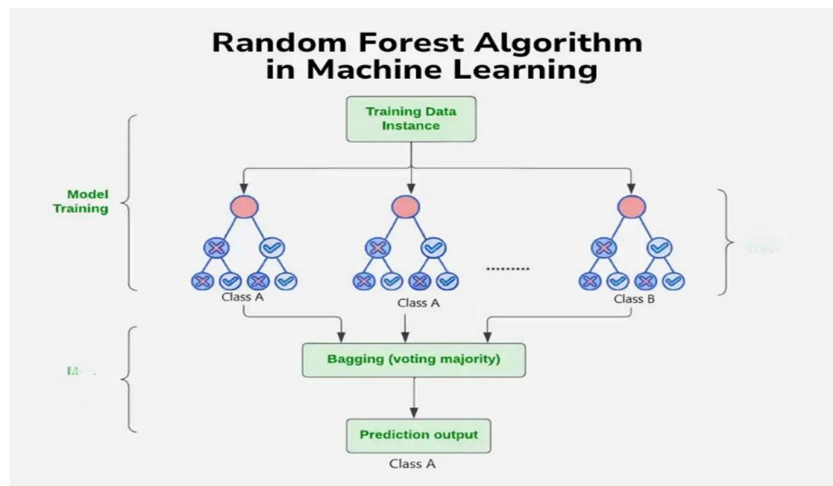 Random Forest Algorithm
in Machine Learning
Training Data
Instance
Model
Training
.........
Class A
Class A
Class B
Bagging (voting majority)
Prediction output
Class A